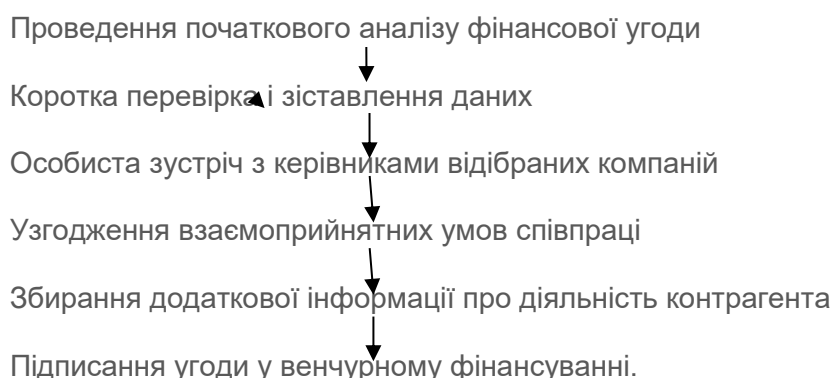 Проведення початкового аналізу фінансової угоди
Коротка перевірка і зіставлення даних
Особиста зустріч з керівниками відібраних компаній
Узгодження взаємоприйнятних умов співпраці
Збирання додаткової інформації про діяльність контрагента
Підписання угоди у венчурному фінансуванні.